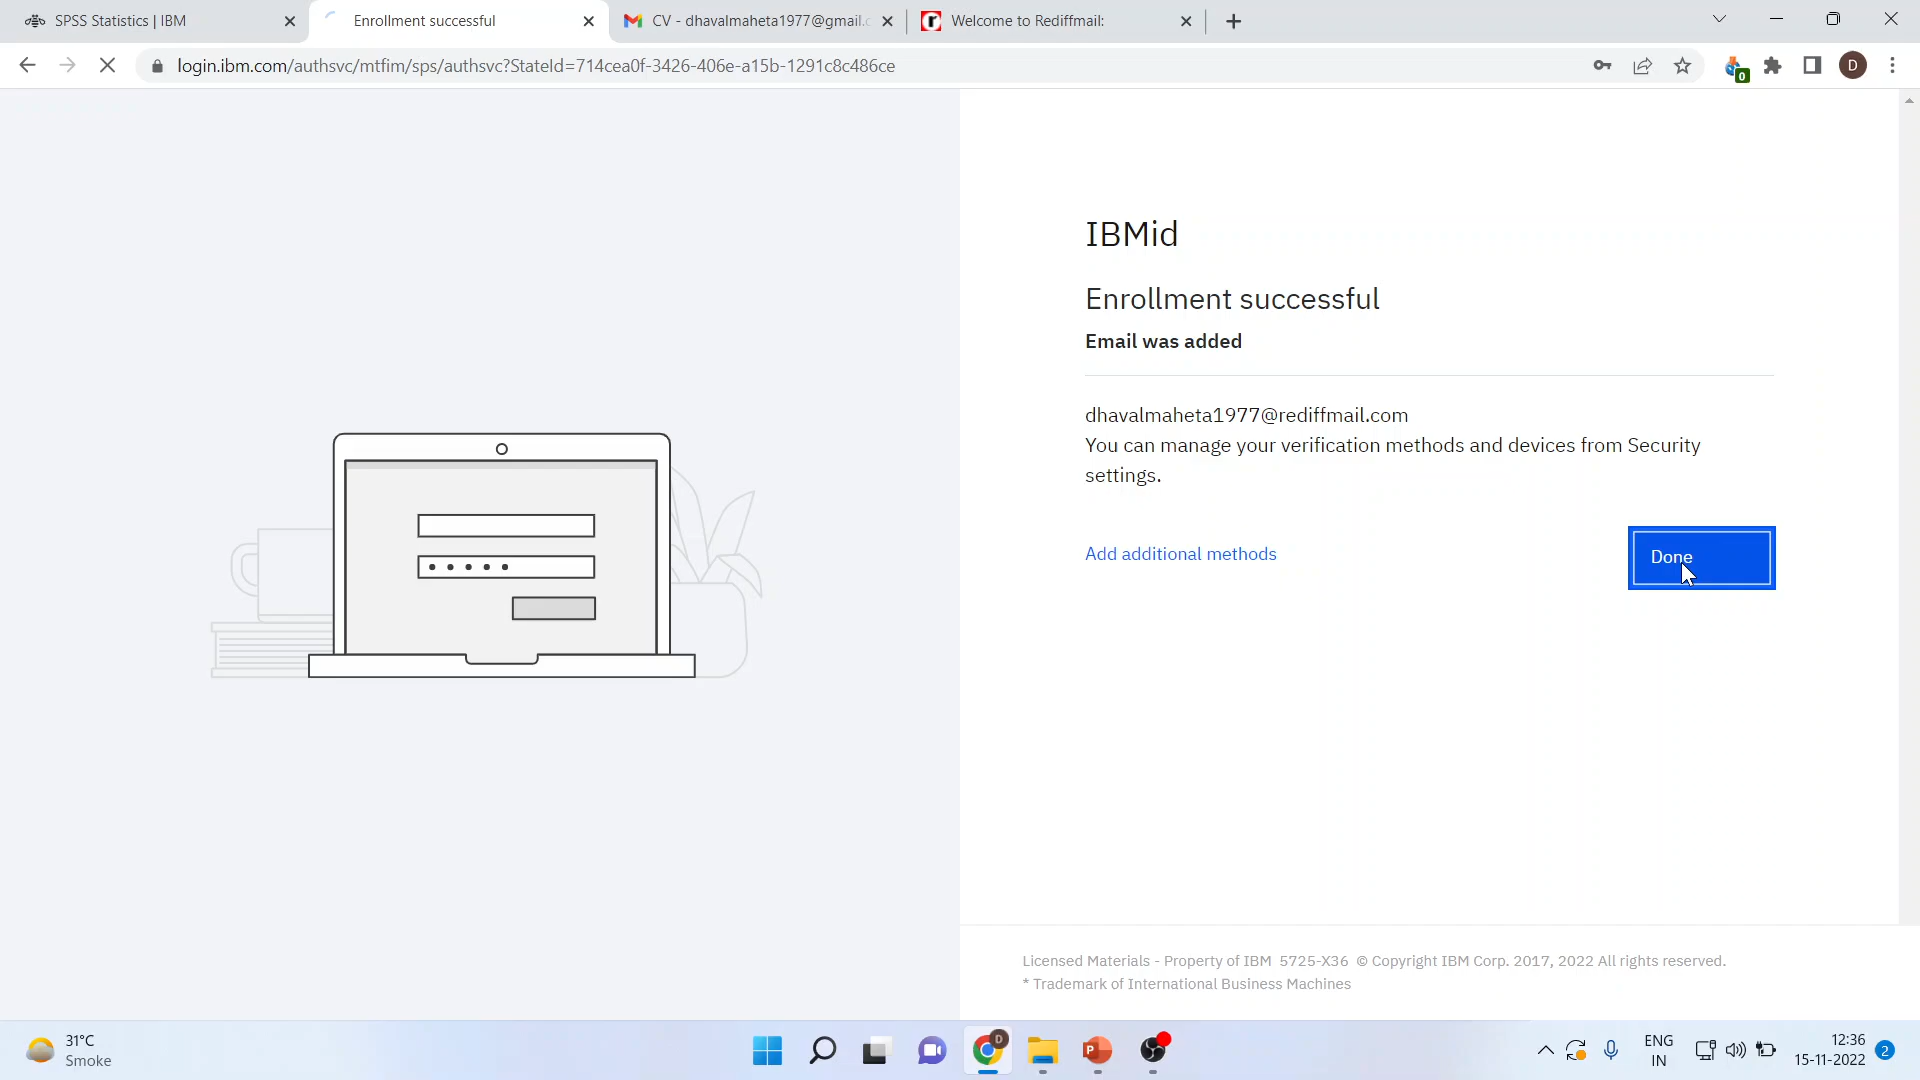 SPSS Statistics | IBM
Enrollment successful
CV - dhavalmaheta1977@gmail.c
Welcome to Rediffmail:
login.ibm.com/authsvc/mtfim/sps/authsvc?StateId=714cea0f-3426-406e-a15b-1291c8c486ce
0
D
IBMid
Enrollment successful
Email was added
dhavalmaheta1977@rediffmail.com
You can manage your verification methods and devices from Security
settings.
Add additional methods
Done
Licensed Materials - Property of IBM 5725-X36 © Copyright IBM Corp. 2017, 2022 All rights reserved.
* Trademark of International Business Machines
31°C
Smoke
D
P
ENG
IN
12:36
15-11-2022
2